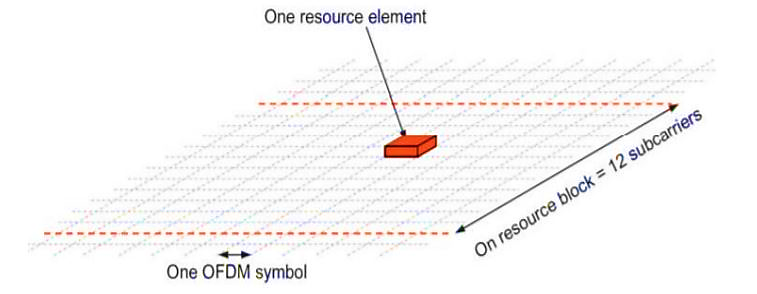 One resource element
On resource block = 12 subcarriers
One OFDM symbol